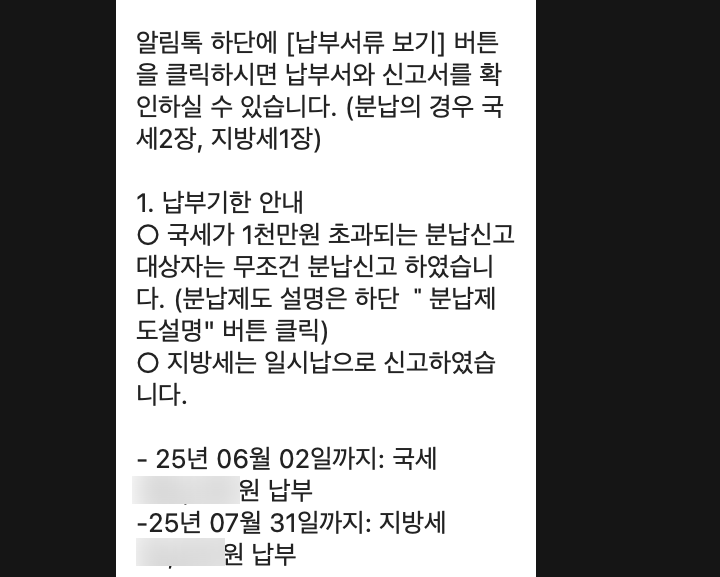 알림톡 하단에 [납부서류 보기] 버튼
을 클릭하시면 납부서와 신고서를 확
인하실 수 있습니다. (분납의 경우 국
세2장, 지방세1장)
1. 납부기한 안내
○ 국세가 1천만원 초과되는 분납신고
대상자는 무조건 분납신고 하였습니
다. (분납제도 설명은 하단 "분납제
도설명" 버튼 클릭)
○ 지방세는 일시납으로 신고하였습
니다.
- 25년 06월 02일까지: 국세
원 납부
-25년 07월 31일까지: 지방세
원 납부